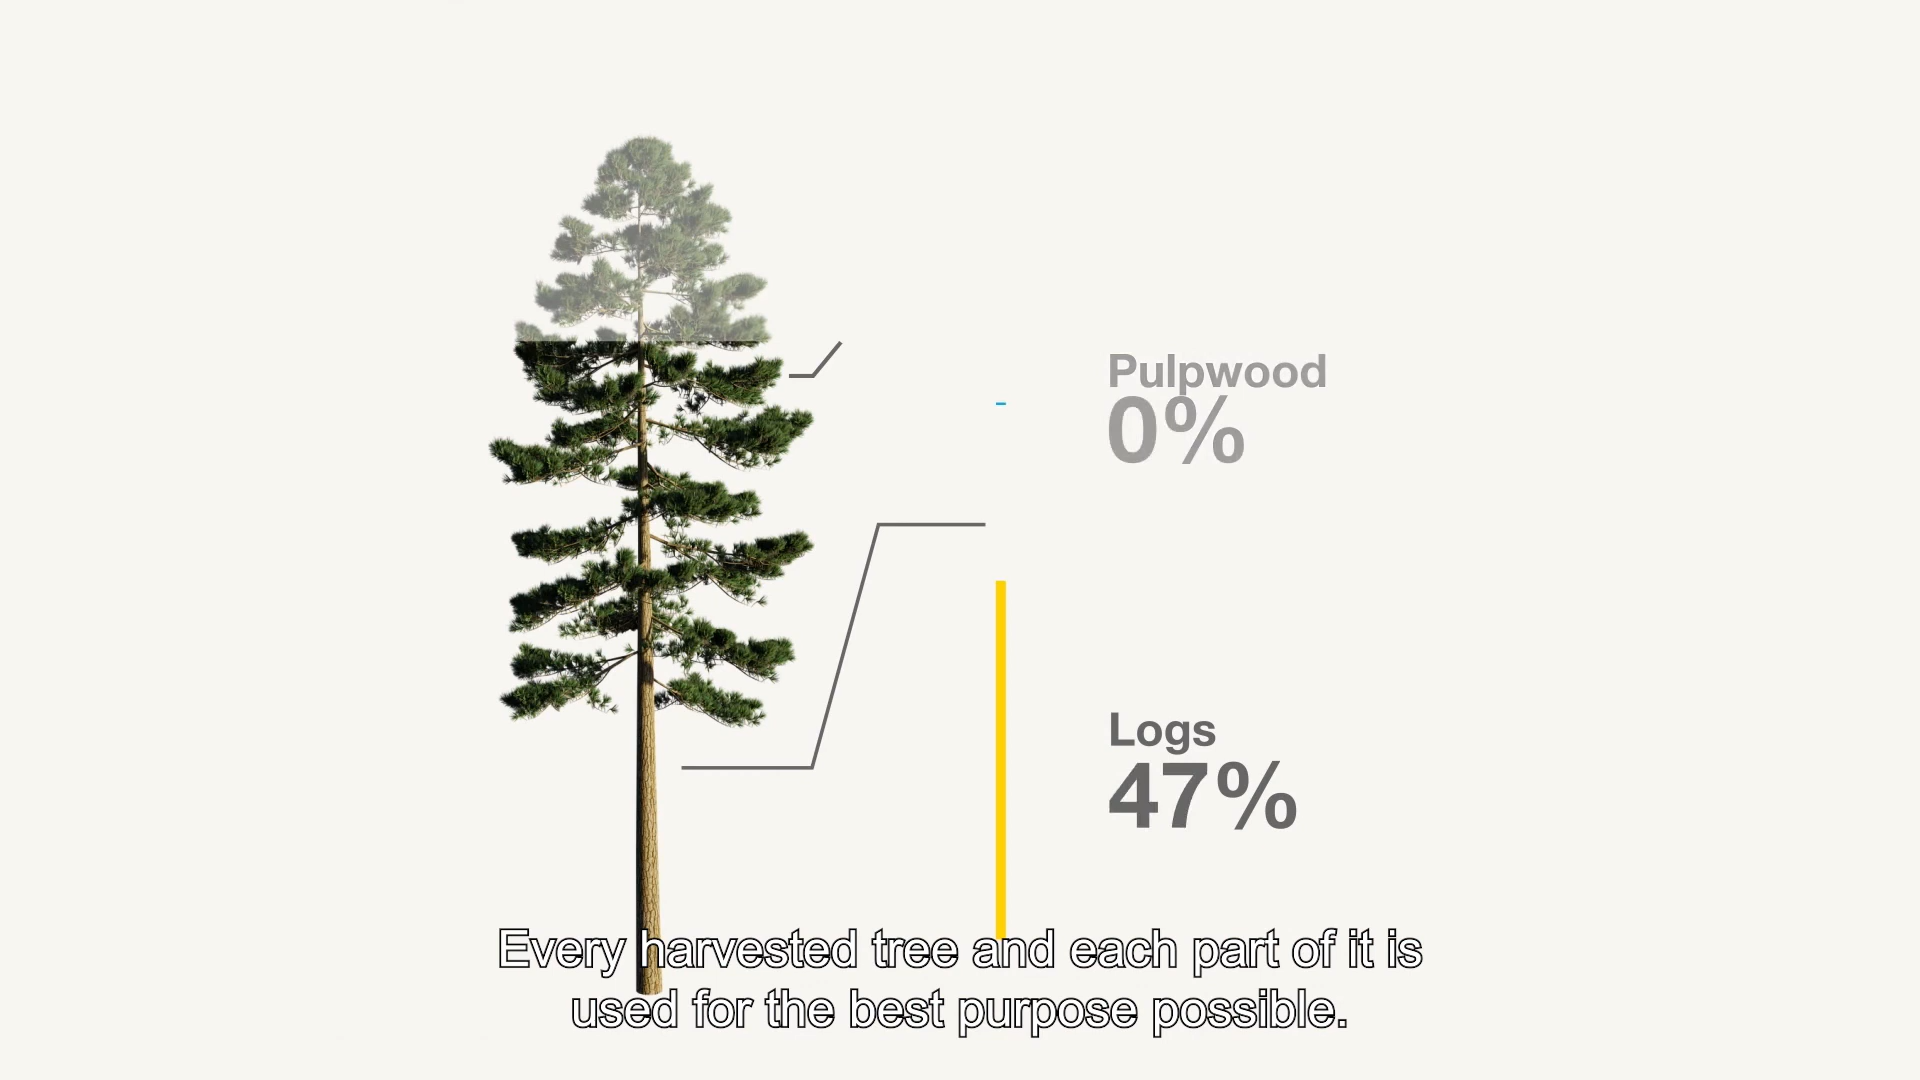 Pulpwood
0%
Logs
47%
Every harvested tree and each part of it is
used for the best purpose possible.